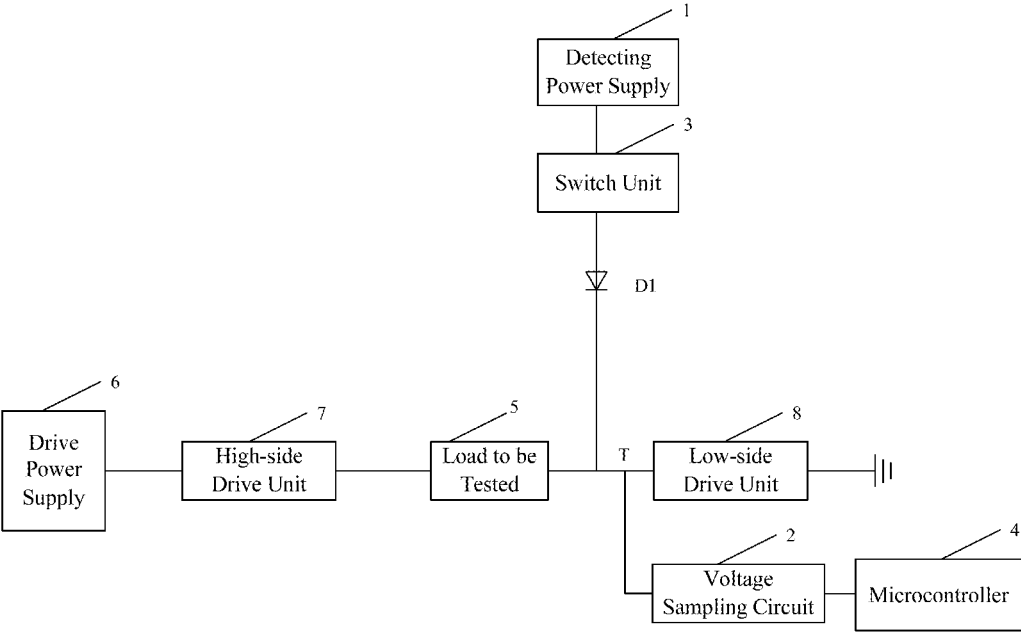 1
Detecting
Power Supply
3
Switch Unit
D1
6
Drive
Power
Supply
7
High-side
Drive Unit
5
Load to be
Tested
T
8
Low-side
Drive Unit
2
Voltage
Sampling Circuit
4
Microcontroller